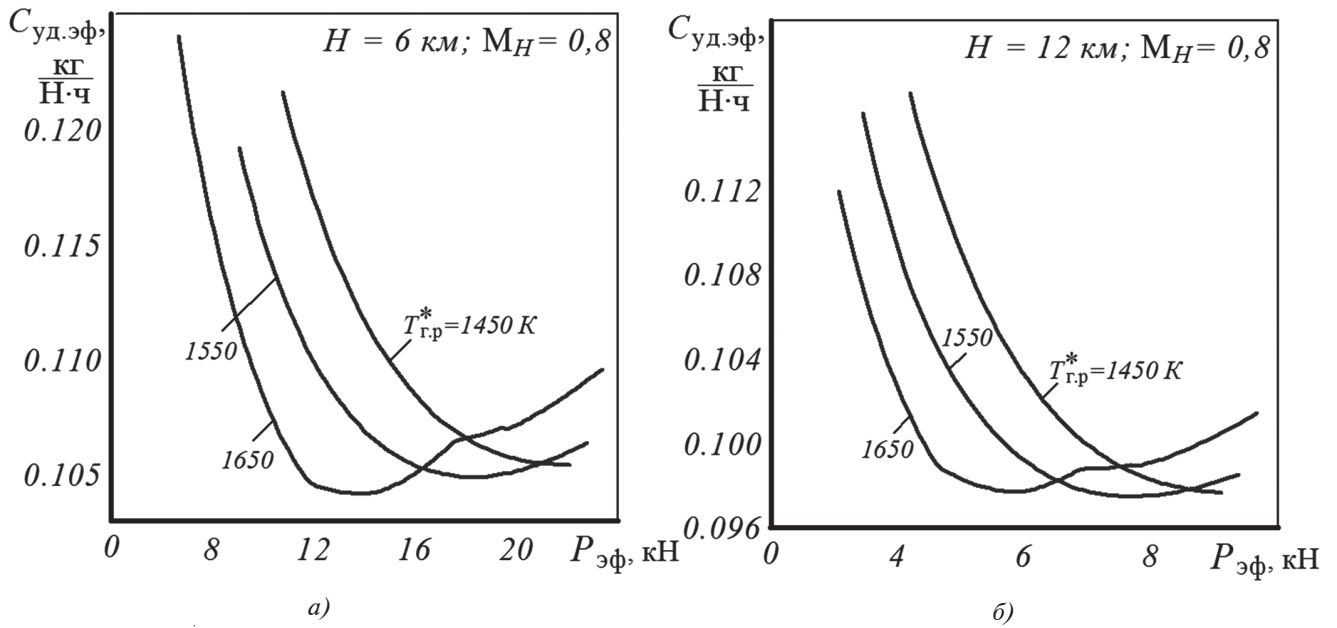 C уд.эф, кг/Н·ч
H = 6 км; M_H = 0,8
0.120
0.115
0.110
0.105
1550
1650
T*г.р=1450 K
0 8 12 16 20 P эф, кН
а)
C уд.эф, кг/Н·ч
H = 12 км; M_H = 0,8
0.112
0.108
0.104
0.100
0.096
1550
1650
T*г.р=1450 K
0 4 6 8 P эф, кН
б)